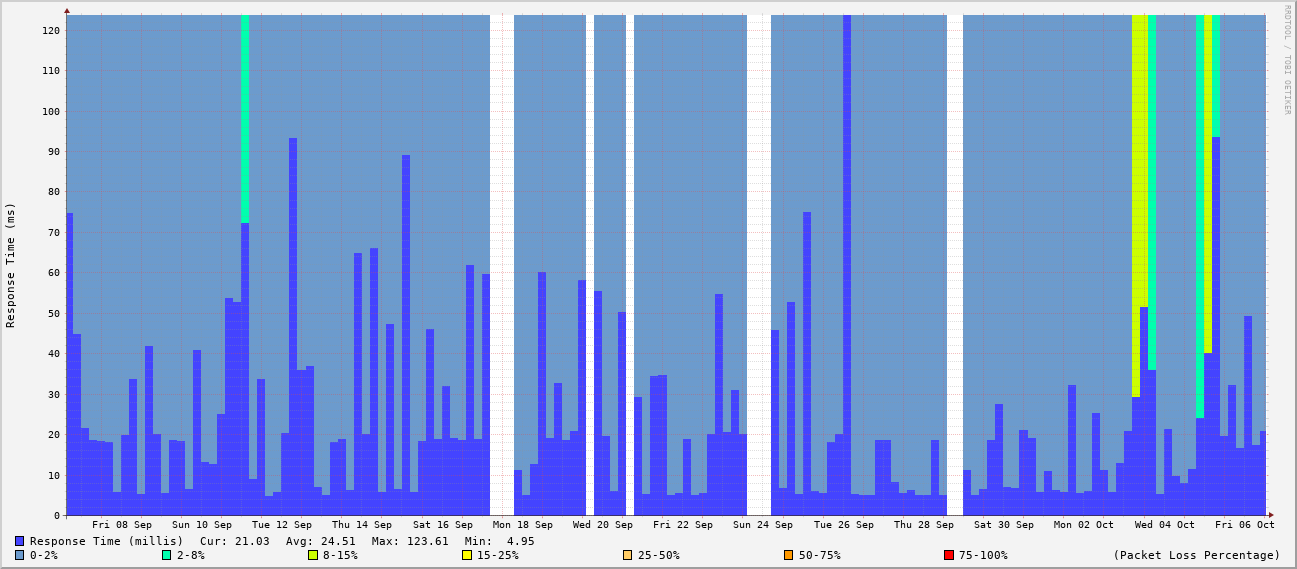 RRDTOOL / TOBI OETIKER
Response Time (ms)
120
110
100
90
80
70
60
50
40
30
20
10
0
Fri 08 Sep Sun 10 Sep Tue 12 Sep Thu 14 Sep Sat 16 Sep Mon 18 Sep Wed 20 Sep Fri 22 Sep Sun 24 Sep Tue 26 Sep Thu 28 Sep Sat 30 Sep Mon 02 Oct Wed 04 Oct Fri 06 Oct
Response Time (millis) Cur: 21.03 Avg: 24.51 Max: 123.61 Min: 4.95
0-2% 2-8% 8-15% 15-25% 25-50% 50-75% 75-100% (Packet Loss Percentage)